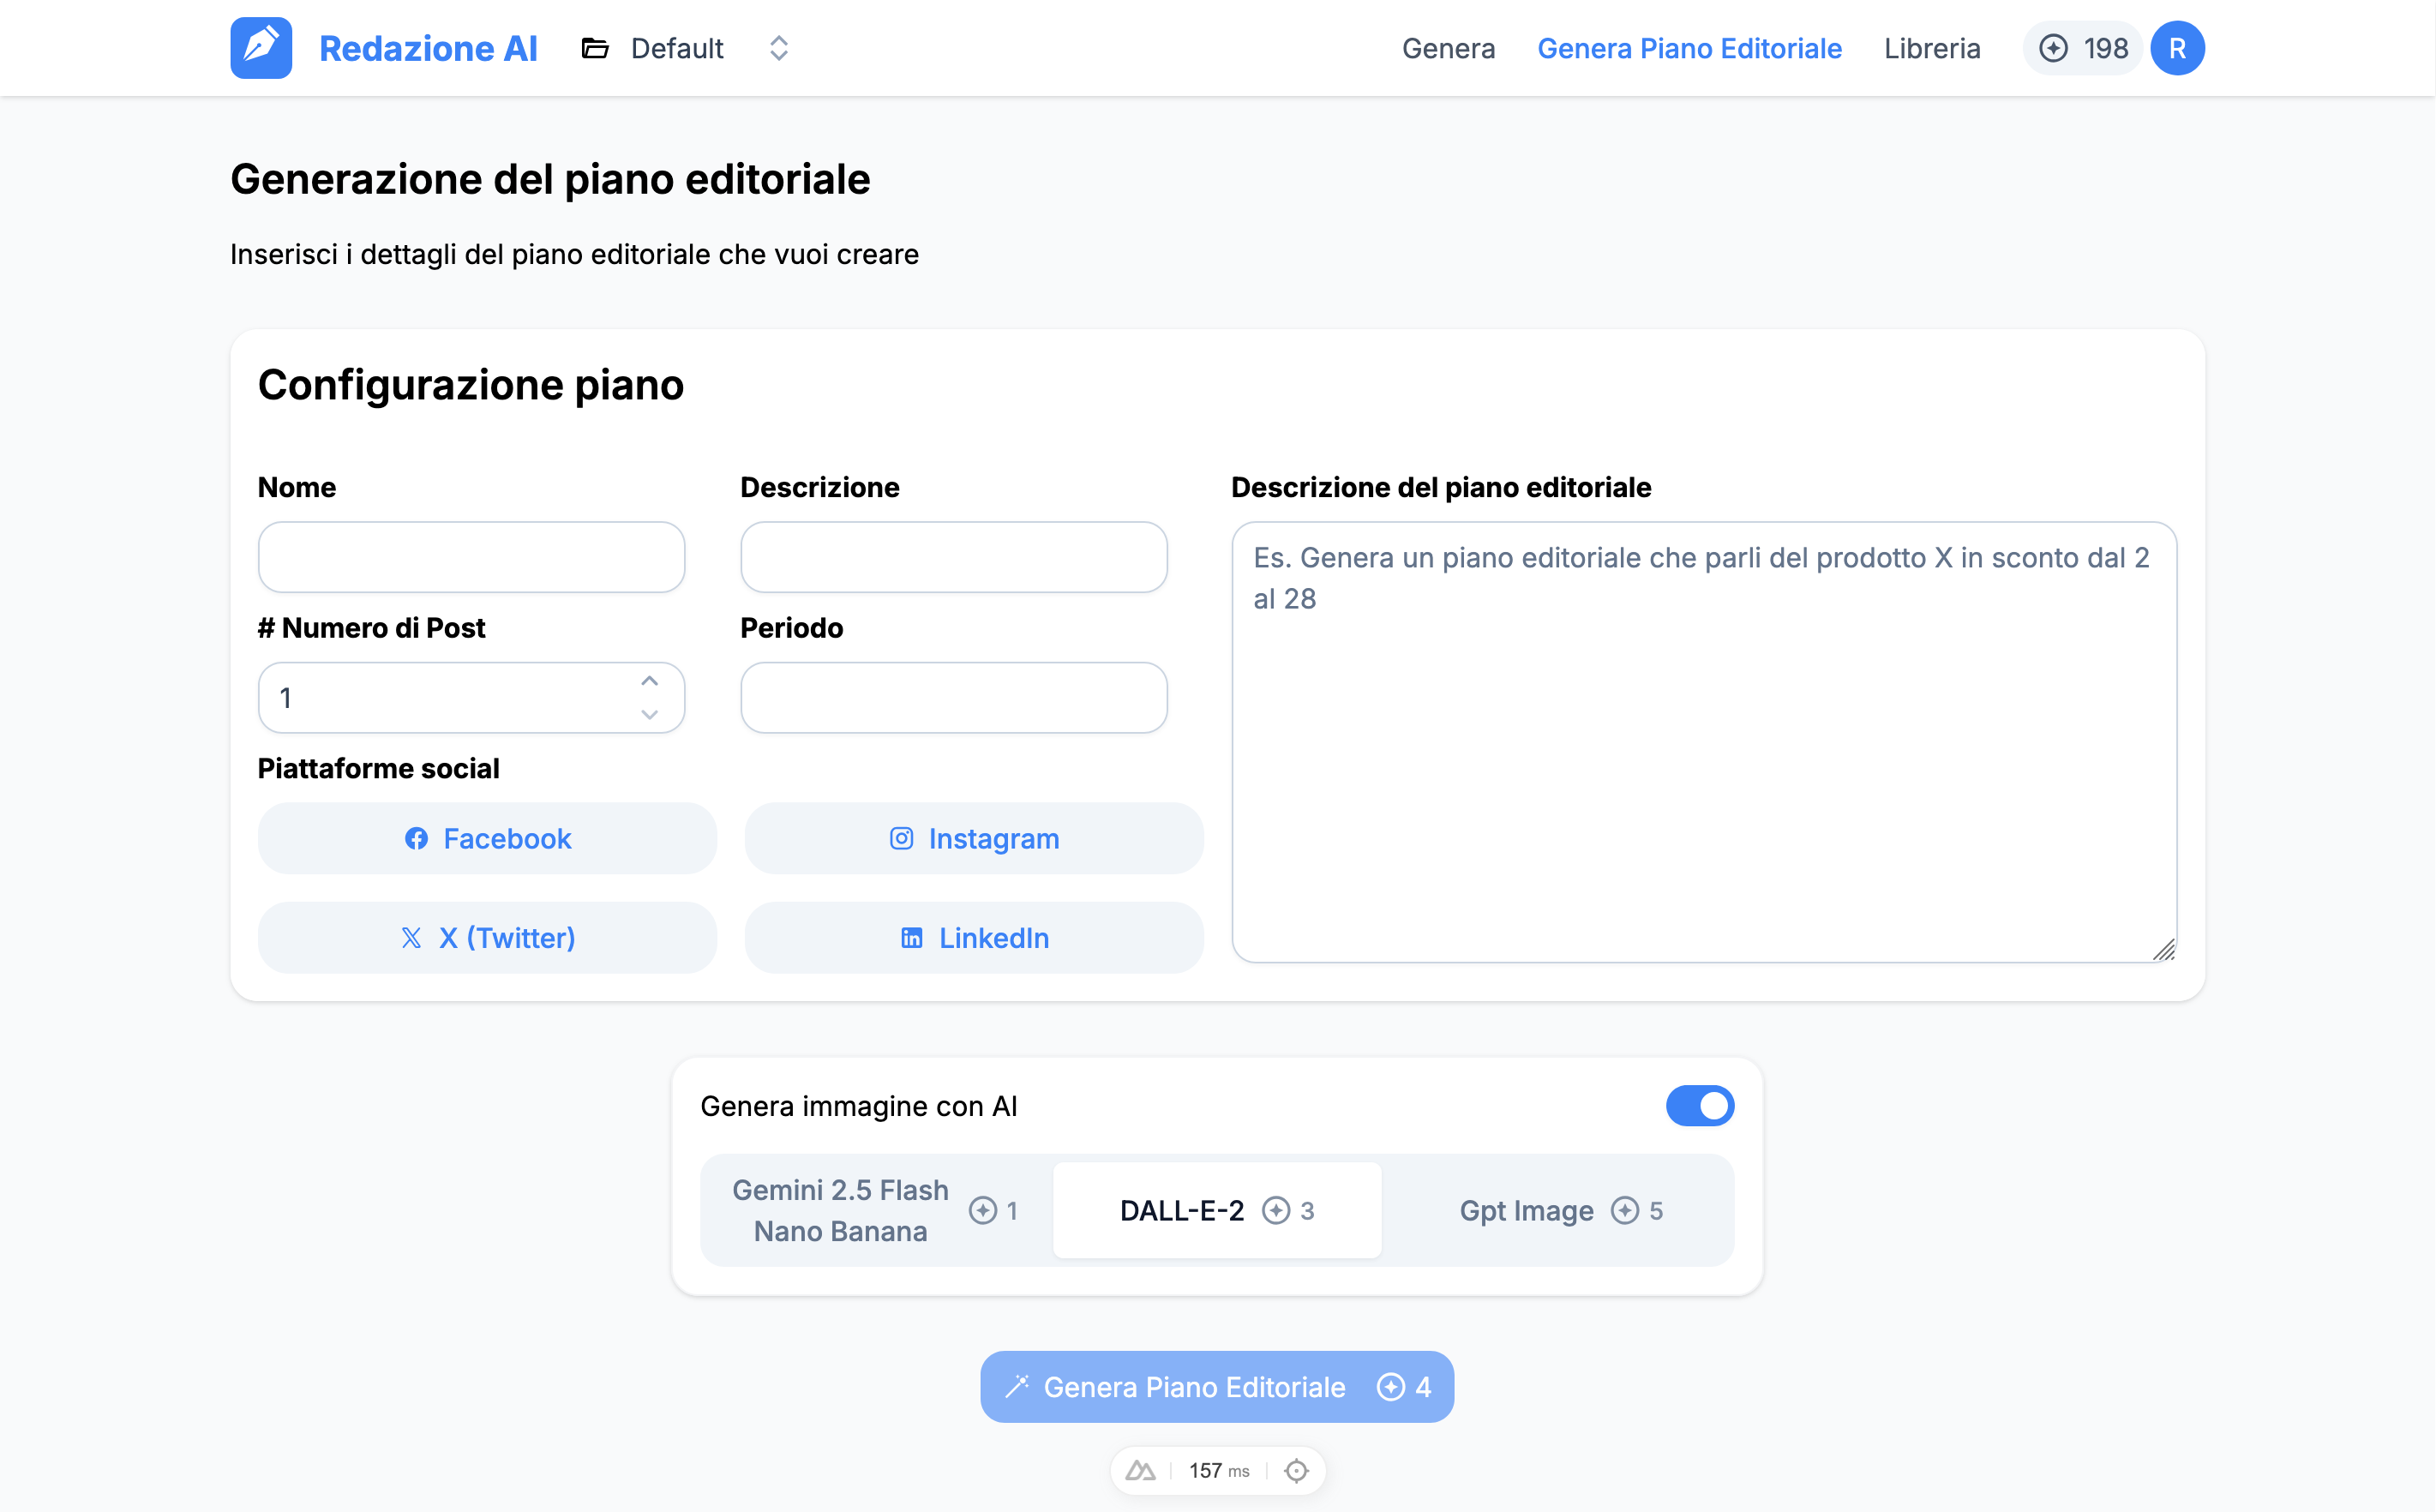 Redazione AI
Default
Genera
Genera Piano Editoriale
Libreria
198
R
Generazione del piano editoriale
Inserisci i dettagli del piano editoriale che vuoi creare
Configurazione piano
Nome
Descrizione
Descrizione del piano editoriale
Es. Genera un piano editoriale che parli del prodotto X in sconto dal 2
al 28
# Numero di Post
Periodo
1
Piattaforme social
Facebook
Instagram
X (Twitter)
LinkedIn
Genera immagine con AI
Gemini 2.5 Flash
Nano Banana
1
DALL-E-2
3
Gpt Image
5
Genera Piano Editoriale
4
157 ms